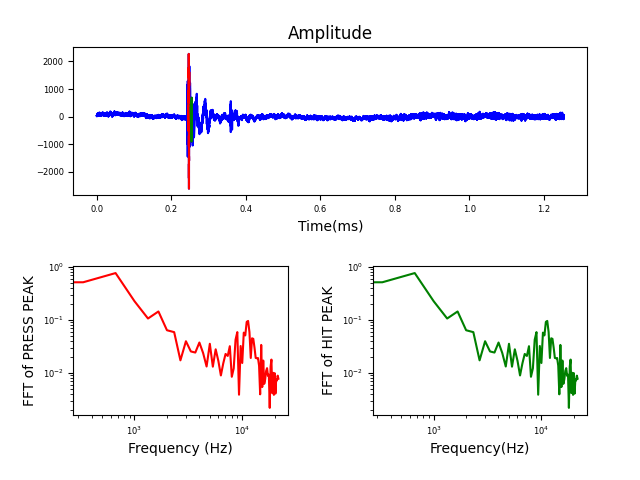 Amplitude
2000
1000
0
−1000
−2000
0.0 0.2 0.4 0.6 0.8 1.0 1.2
Time(ms)
FFT of PRESS PEAK
10⁰
10⁻¹
10⁻²
10³ 10⁴
Frequency (Hz)
FFT of HIT PEAK
10⁰
10⁻¹
10⁻²
10³ 10⁴
Frequency(Hz)